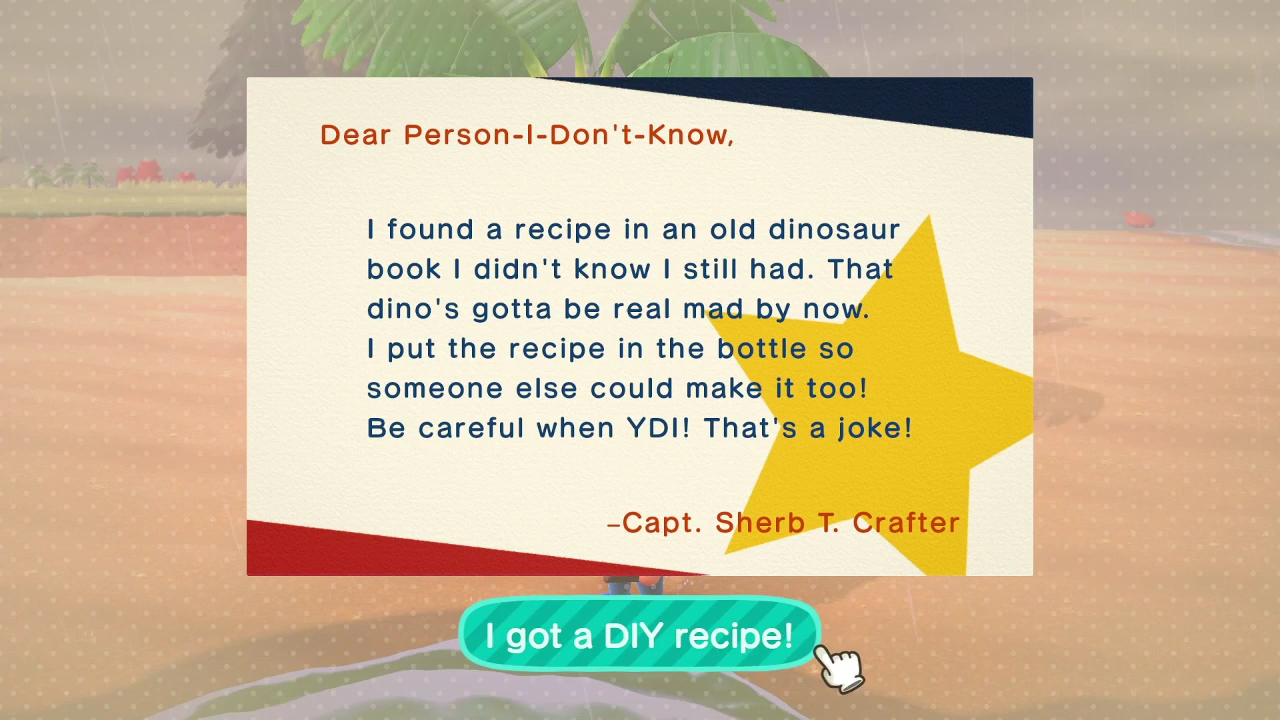 Dear Person-I-Don't-Know,
I found a recipe in an old dinosaur
book I didn't know I still had. That
dino's gotta be real mad by now.
I put the recipe in the bottle so
someone else could make it too!
Be careful when YDI! That's a joke!
–Capt. Sherb T. Crafter
I got a DIY recipe!